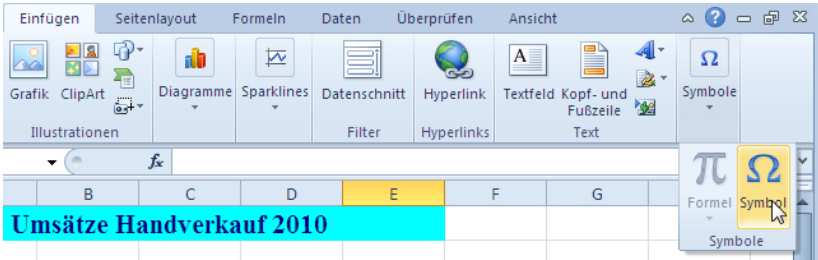 Einfügen Seitenlayout Formeln Daten Überprüfen Ansicht
Grafik ClipArt Diagramme Sparklines Datenschnitt Hyperlink Textfeld Kopf- und Fußzeile Symbole
Illustrationen Filter Hyperlinks Text
fx
Formel Symbol
B C D E F G
Umsätze Handverkauf 2010
Symbole